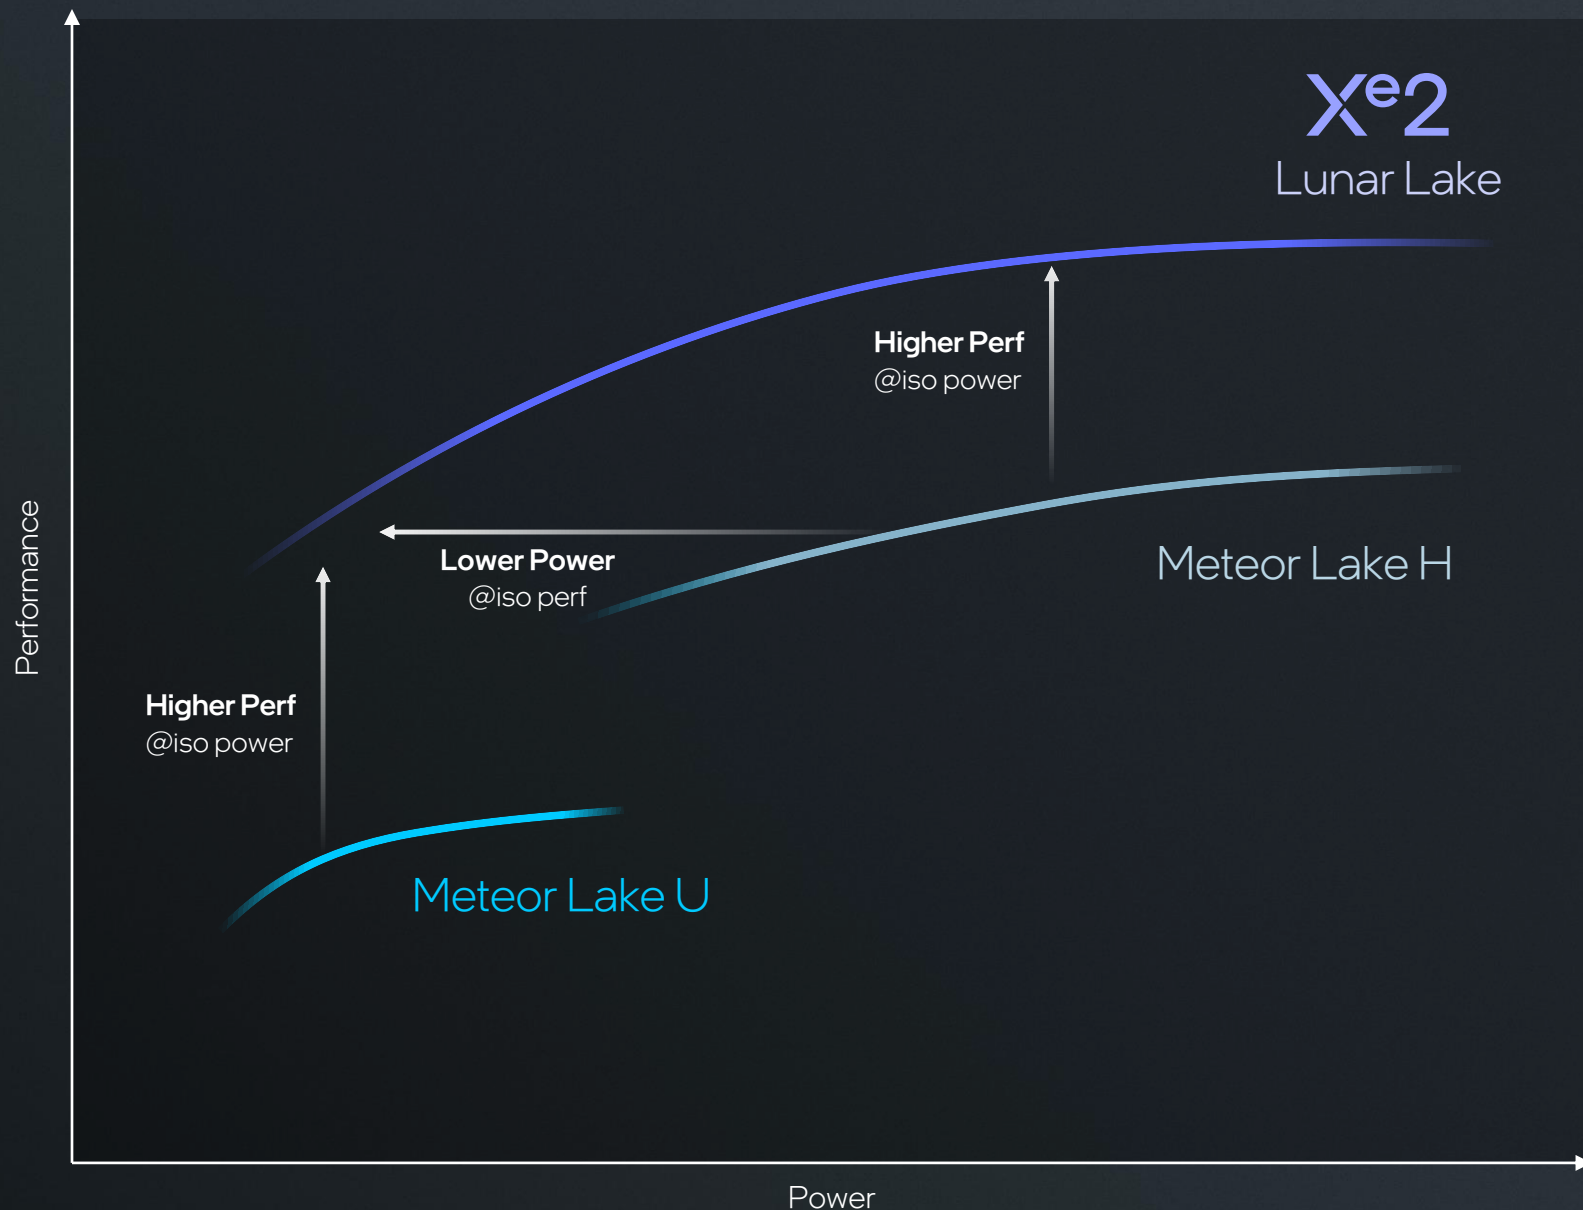 Xe2
Lunar Lake
Higher Perf
@iso power
Lower Power
@iso perf
Meteor Lake H
Performance
Higher Perf
@iso power
Meteor Lake U
Power